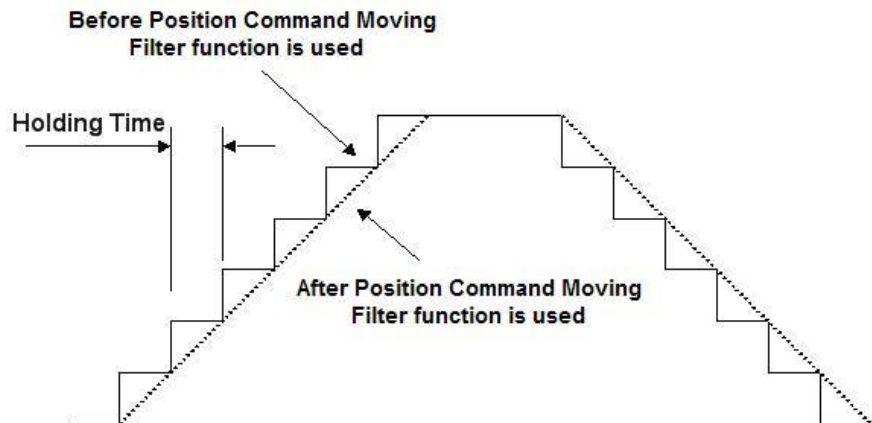 Before Position Command Moving
Filter function is used
Holding Time
After Position Command Moving
Filter function is used